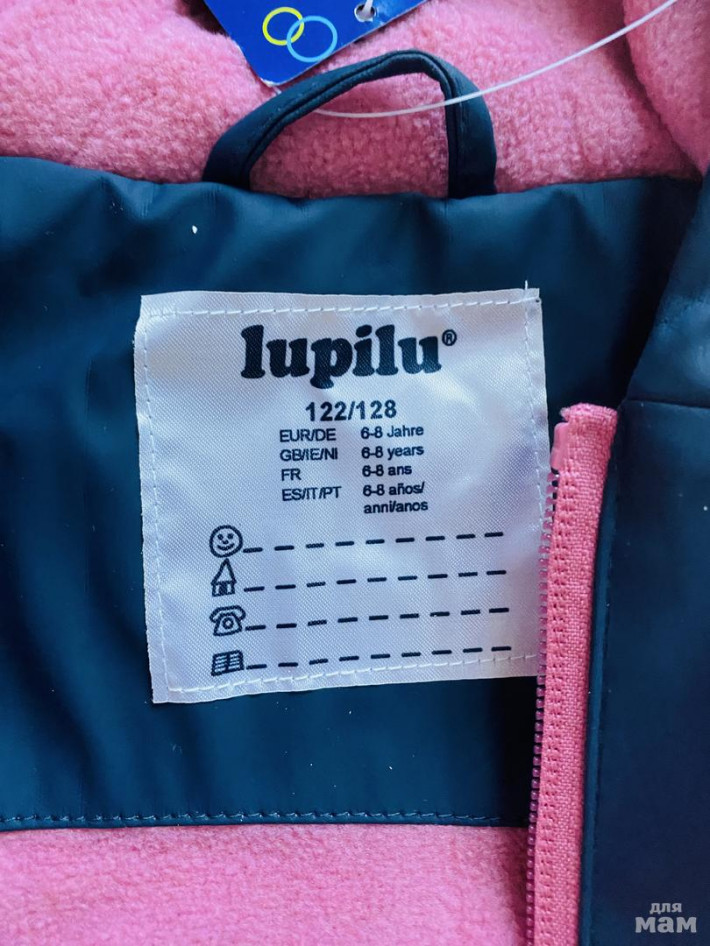 lupilu®
122/128
EUR/DE 6-8 Jahre
GB/IE/NI 6-8 years
FR 6-8 ans
ES/IT/PT 6-8 años/
anni/anos
для
мам